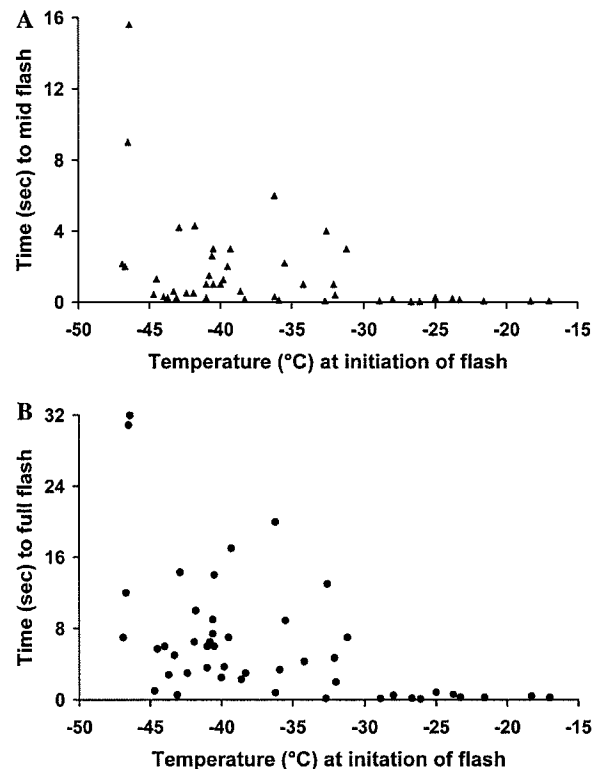 A
Time (sec) to mid flash
16
12
8
4
0
-50 -45 -40 -35 -30 -25 -20 -15
Temperature (°C) at initiation of flash
B
Time (sec) to full flash
32
24
16
8
0
-50 -45 -40 -35 -30 -25 -20 -15
Temperature (°C) at initation of flash